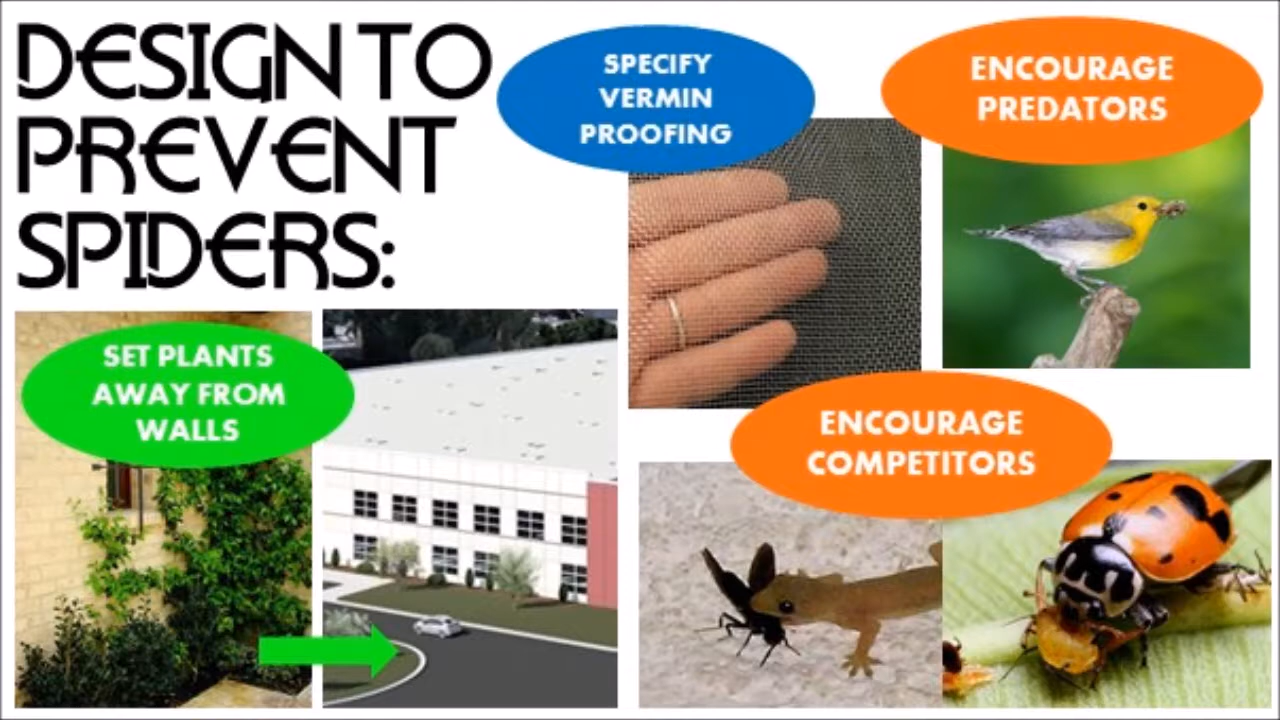 DESIGN TO
PREVENT
SPIDERS:
SPECIFY
VERMIN
PROOFING
ENCOURAGE
PREDATORS
SET PLANTS
AWAY FROM
WALLS
ENCOURAGE
COMPETITORS